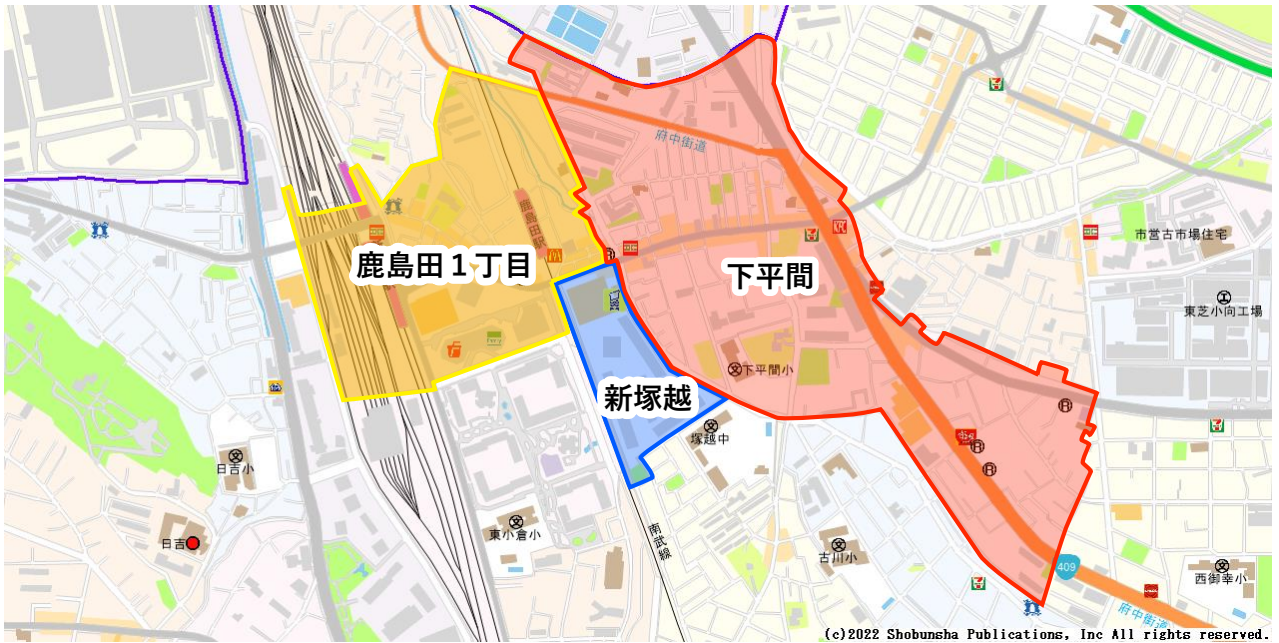 府中街道
鹿島田駅
市営古市場住宅
鹿島田1丁目
下平間
東芝小向工場
下平間小
新塚越
塚越中
日吉小
東小倉小
南武線
日吉
古川小
409
西御幸小
府中街道
(c)2022 Shobunsha Publications, Inc All rights reserved.